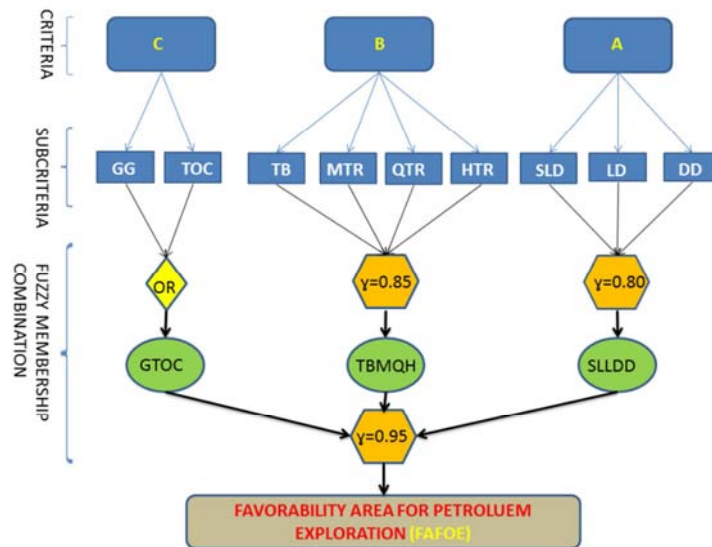 CRITERIA
C
B
A
SUBCRITERIA
GG
TOC
TB
MTR
QTR
HTR
SLD
LD
DD
FUZZY MEMBERSHIP
COMBINATION
OR
γ=0.85
γ=0.80
GTOC
TBMQH
SLLDD
γ=0.95
FAVORABILITY AREA FOR PETROLUEM
EXPLORATION (FAFOE)